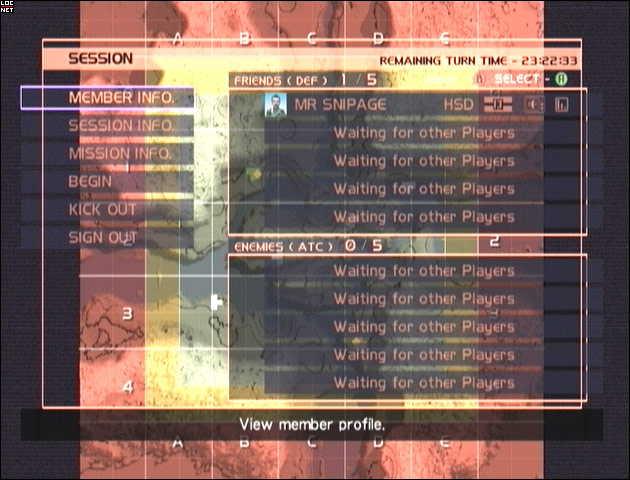 LOC
NET
A B C D E
SESSION
REMAINING TURN TIME - 23:22:33
FRIENDS ( DEF ) 1 / 5
B SELECT - A
MEMBER INFO.
MR SNIPAGE HSD
SESSION INFO.
Waiting for other Players
MISSION INFO.
Waiting for other Players
BEGIN
Waiting for other Players
KICK OUT
Waiting for other Players
SIGN OUT
ENEMIES ( ATC ) 0 / 5
2
Waiting for other Players
Waiting for other Players
3
Waiting for other Players
Waiting for other Players
4
Waiting for other Players
View member profile.
A B C D E